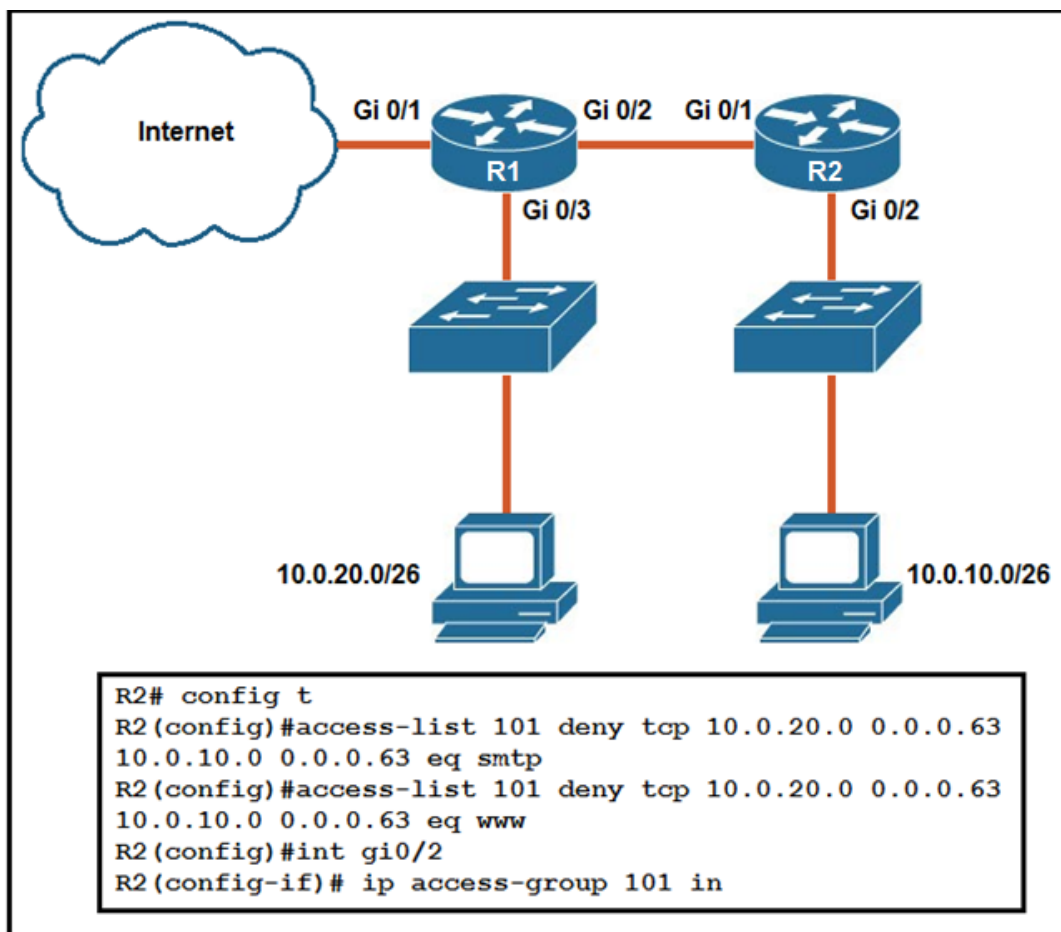 Internet
Gi 0/1
R1
Gi 0/2
Gi 0/1
R2
Gi 0/3
Gi 0/2
10.0.20.0/26
10.0.10.0/26
R2# config t
R2(config)#access-list 101 deny tcp 10.0.20.0 0.0.0.63
10.0.10.0 0.0.0.63 eq smtp
R2(config)#access-list 101 deny tcp 10.0.20.0 0.0.0.63
10.0.10.0 0.0.0.63 eq www
R2(config)#int gi0/2
R2(config-if)# ip access-group 101 in